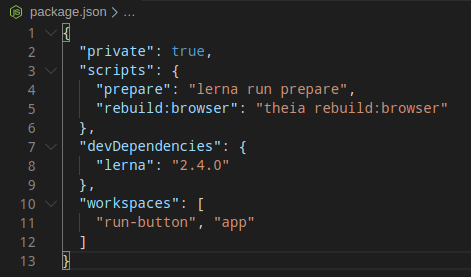 package.json > ...
1 {
2 "private": true,
3 "scripts": {
4 "prepare": "lerna run prepare",
5 "rebuild:browser": "theia rebuild:browser"
6 },
7 "devDependencies": {
8 "lerna": "2.4.0"
9 },
10 "workspaces": [
11 "run-button", "app"
12 ]
13 }